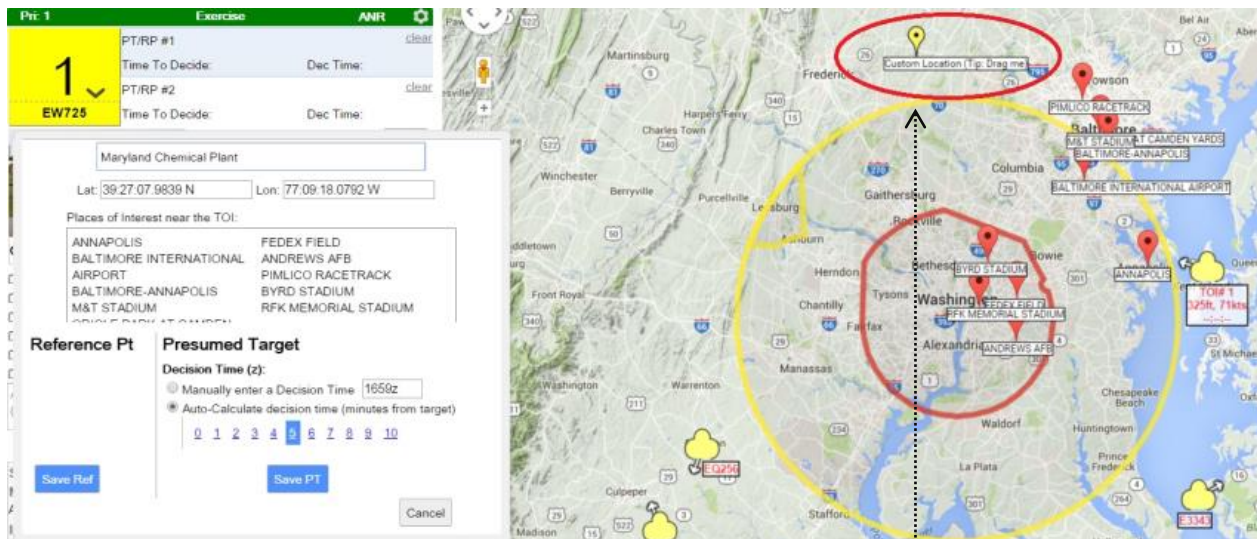 Pri: 1
Exercise
ANR
1
EW725
PT/RP #1
clear
Time To Decide:
Dec Time:
PT/RP #2
clear
Time To Decide:
Dec Time:
Maryland Chemical Plant
Lat: 39:27:07.9839 N
Lon: 77:09:18.0792 W
Places of Interest near the TOI:
ANNAPOLIS
BALTIMORE INTERNATIONAL
AIRPORT
BALTIMORE-ANNAPOLIS
M&T STADIUM
FEDEX FIELD
ANDREWS AFB
PIMLICO RACETRACK
BYRD STADIUM
RFK MEMORIAL STADIUM
Reference Pt
Presumed Target
Decision Time (z):
Manually enter a Decision Time 1659z
Auto-Calculate decision time (minutes from target)
0 1 2 3 4 5 6 7 8 9 10
Save Ref
Save PT
Cancel
Martinsburg
Frederick
Custom Location (Tip: Drag me
Bel Air
PIMLICO RACETRACK
Baltimore
M&T STADIUM
AT CAMDEN YARDS
BALTIMORE-ANNAPOLIS
BALTIMORE INTERNATIONAL AIRPORT
Harpers Ferry
Charles Town
Winchester
Berryville
Purcellville
Leesburg
Columbia
Gaithersburg
Rockville
Ashburn
Herndon
Bowie
BYRD STADIUM
ANNAPOLIS
Front Royal
Chantilly
Tysons
Washington
FEDEX FIELD
RFK MEMORIAL STADIUM
Fairfax
Alexandria
ANDREWS AFB
TOI# 1
325ft, 71kts
--:--:--
St Michae
Manassas
Washington
Warrenton
Chesapeake
Beach
Waldorf
Huntingtown
Prince
Frederick
La Plata
EQ256
Culpeper
Stafford
Madison
E3343